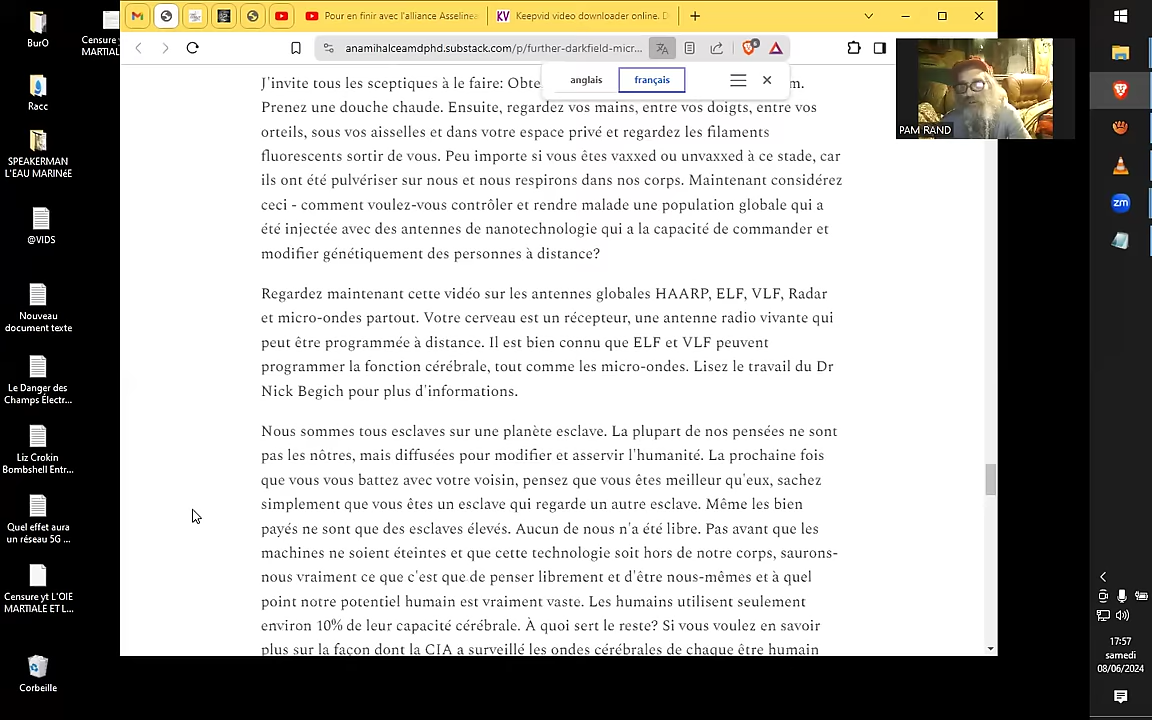 BurO
Censure yt
MARTIALE ET L...
Racc
SPEAKERMAN
L'EAU MARINéE
@VIDS
Nouveau
document texte
Le Danger des
Champs Électr...
Liz Crokin
Bombshell Entr...
Quel effet aura
un réseau 5G ...
Censure yt L'OIE
MARTIALE ET L...
Corbeille
Pour en finir avec l'alliance Asseline
KV
Keepvid video downloader online. D
anamihalceamdphd.substack.com/p/further-darkfield-micr...
anglais
français
PAM RAND
J'invite tous les sceptiques à le faire: Obte
m.
Prenez une douche chaude. Ensuite, regardez vos mains, entre vos doigts, entre vos
orteils, sous vos aisselles et dans votre espace privé et regardez les filaments
fluorescents sortir de vous. Peu importe si vous êtes vaxxed ou unvaxxed à ce stade, car
ils ont été pulvériser sur nous et nous respirons dans nos corps. Maintenant considérez
ceci - comment voulez-vous contrôler et rendre malade une population globale qui a
été injectée avec des antennes de nanotechnologie qui a la capacité de commander et
modifier génétiquement des personnes à distance?
Regardez maintenant cette vidéo sur les antennes globales HAARP, ELF, VLF, Radar
et micro-ondes partout. Votre cerveau est un récepteur, une antenne radio vivante qui
peut être programmée à distance. Il est bien connu que ELF et VLF peuvent
programmer la fonction cérébrale, tout comme les micro-ondes. Lisez le travail du Dr
Nick Begich pour plus d'informations.
Nous sommes tous esclaves sur une planète esclave. La plupart de nos pensées ne sont
pas les nôtres, mais diffusées pour modifier et asservir l'humanité. La prochaine fois
que vous vous battez avec votre voisin, pensez que vous êtes meilleur qu'eux, sachez
simplement que vous êtes un esclave qui regarde un autre esclave. Même les bien
payés ne sont que des esclaves élevés. Aucun de nous n'a été libre. Pas avant que les
machines ne soient éteintes et que cette technologie soit hors de notre corps, saurons-
nous vraiment ce que c'est que de penser librement et d'être nous-mêmes et à quel
point notre potentiel humain est vraiment vaste. Les humains utilisent seulement
environ 10% de leur capacité cérébrale. À quoi sert le reste? Si vous voulez en savoir
plus sur la façon dont la CIA a surveillé les ondes cérébrales de chaque être humain
zm
17:57
samedi
08/06/2024